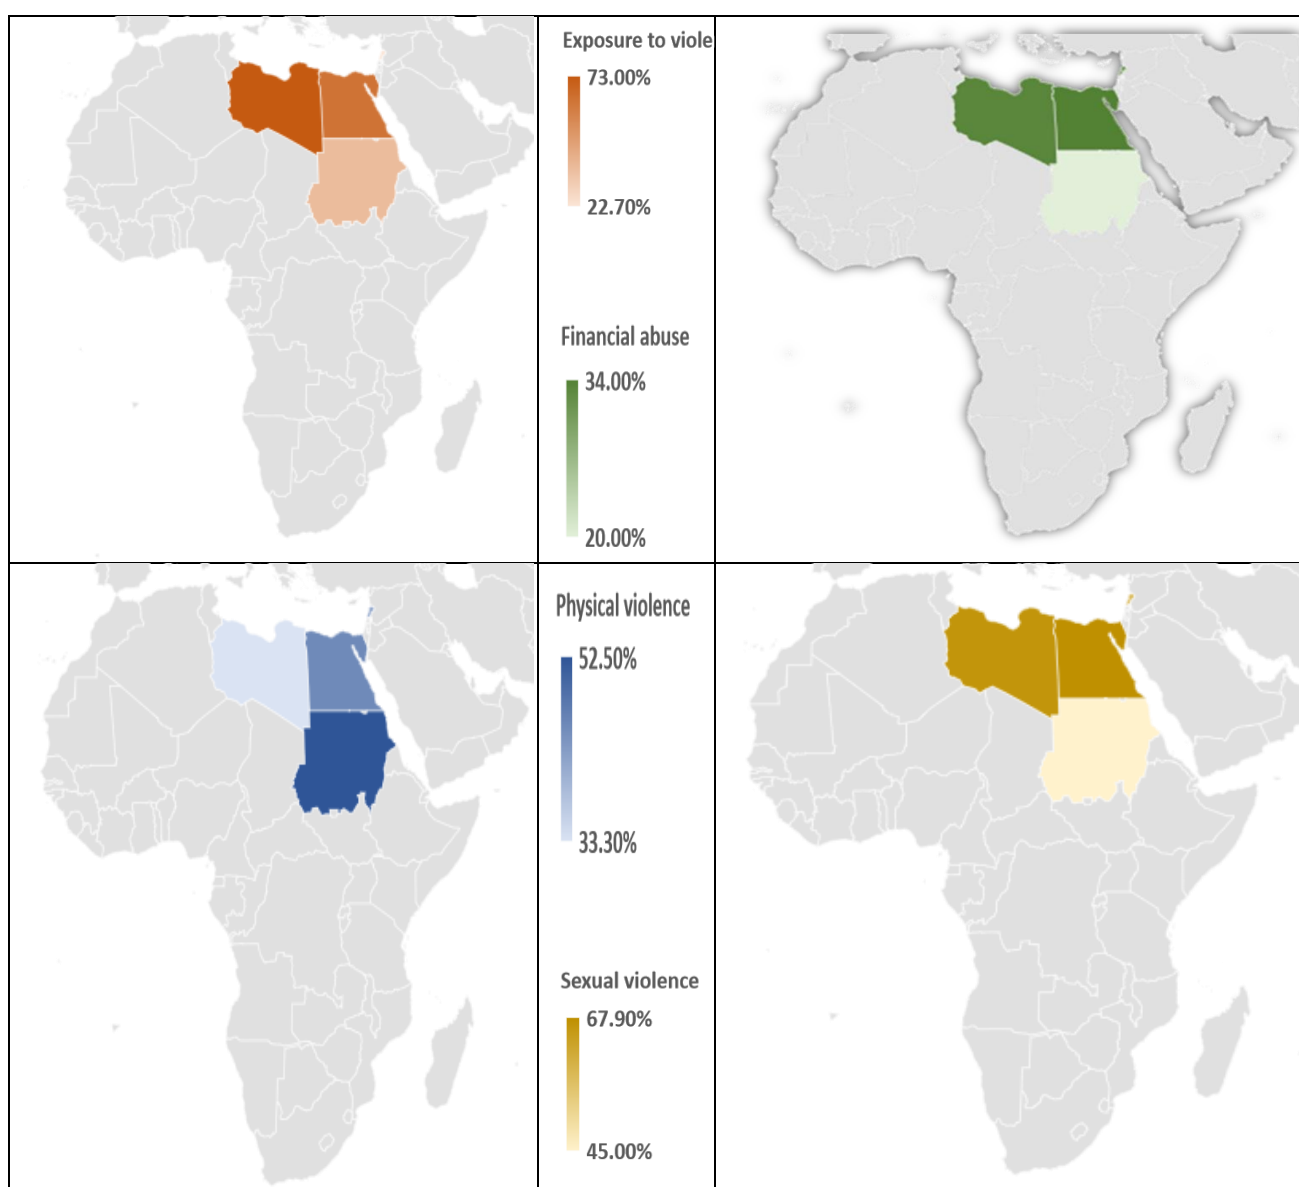 Exposure to viole
73.00%
22.70%
Financial abuse
34.00%
20.00%
Physical violence
52.50%
33.30%
Sexual violence
67.90%
45.00%